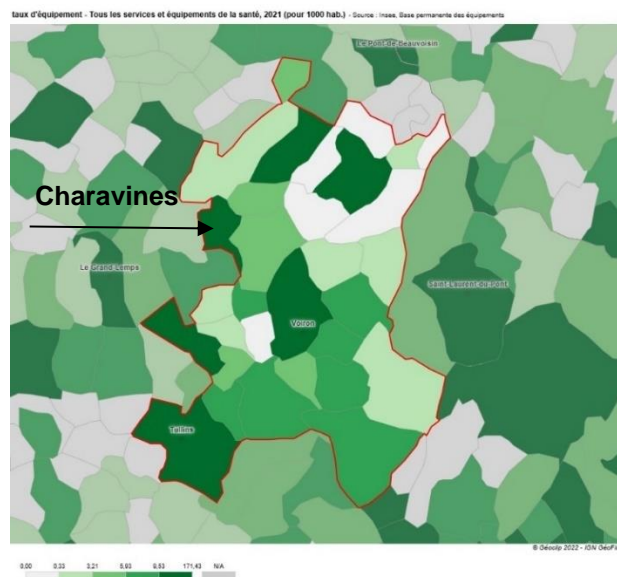 taux d'équipement - Tous les services et équipements de la santé, 2021 (pour 1000 hab.) - Source : Insee, Base permanente des équipements
Le Pont-de-Beauvoisin
Charavines
Le Grand-Lemps
Saint-Laurent-du-Pont
Voiron
Tullins
© Géoclip 2022 - IGN GéoFla
0,00 0,33 3,21 5,93 9,53 171,43 N/A